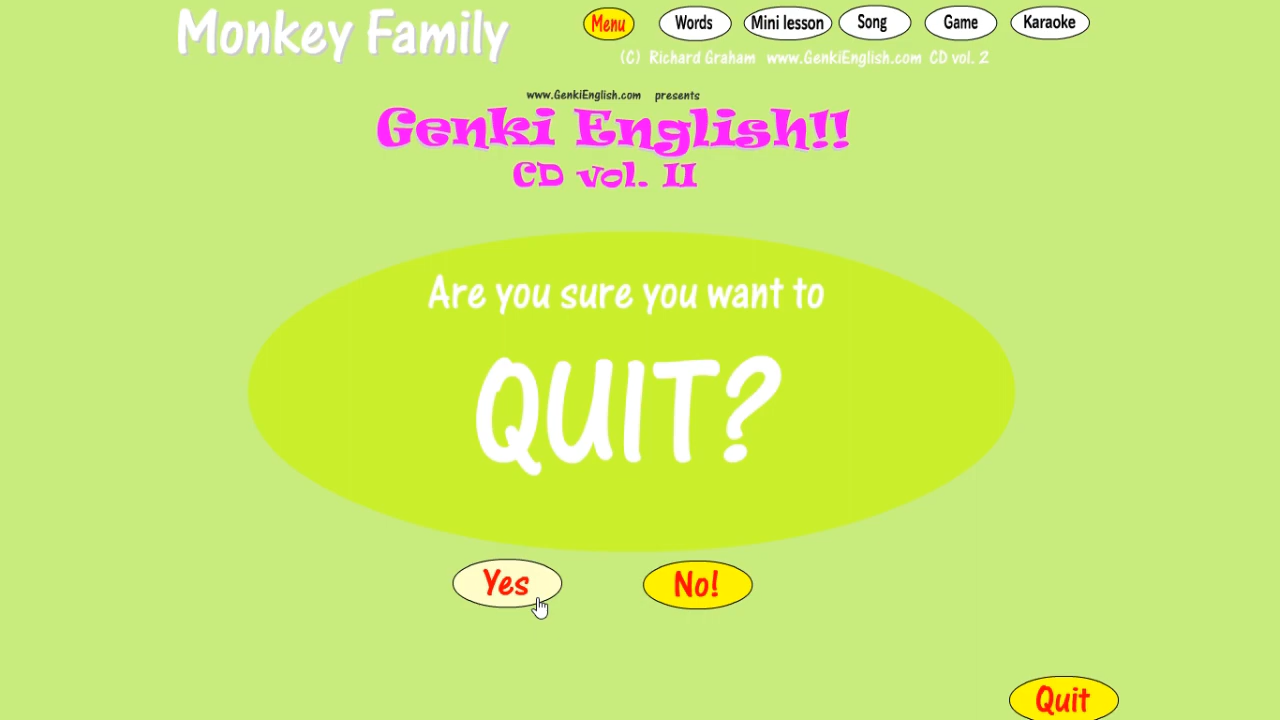 Monkey Family
Menu Words Mini lesson Song Game Karaoke
(C) Richard Graham www.GenkiEnglish.com CD vol. 2
www.GenkiEnglish.com presents
Genki English!!
CD vol. II
Are you sure you want to
QUIT?
Yes No!
Quit